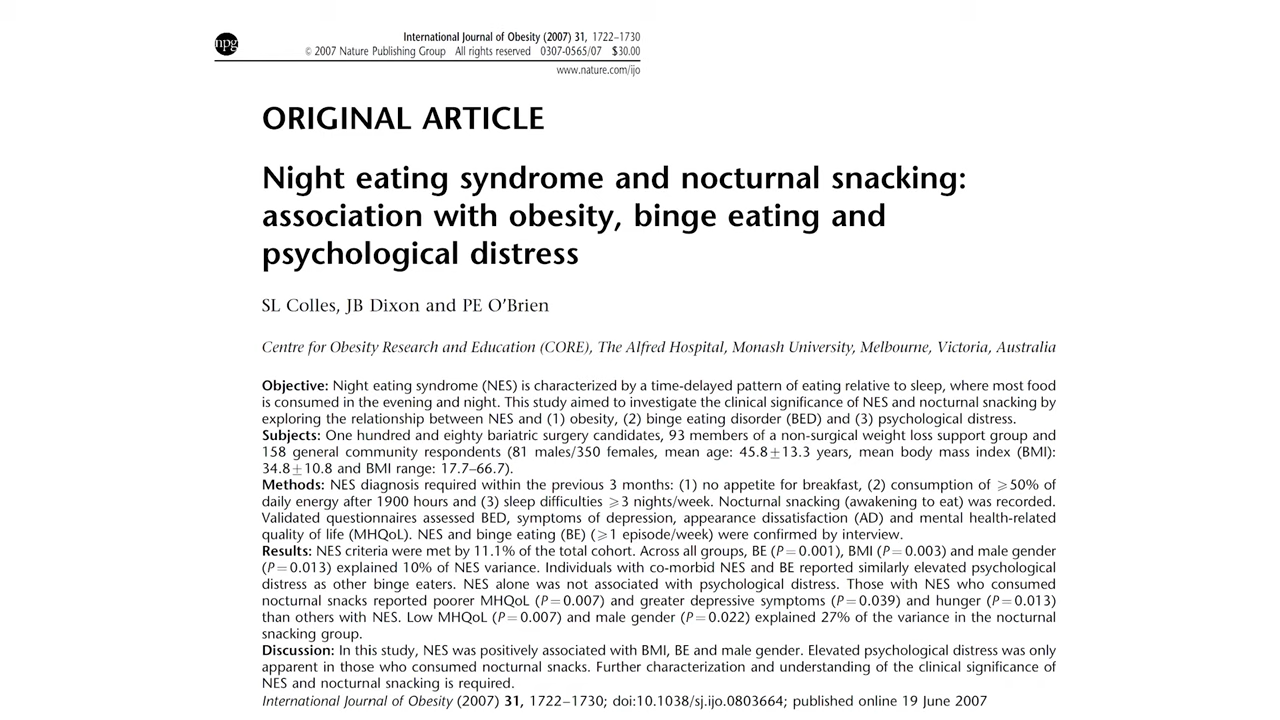 npg
International Journal of Obesity (2007) 31, 1722–1730
© 2007 Nature Publishing Group All rights reserved 0307-0565/07 $30.00
www.nature.com/ijo
ORIGINAL ARTICLE
Night eating syndrome and nocturnal snacking:
association with obesity, binge eating and
psychological distress
SL Colles, JB Dixon and PE O’Brien
Centre for Obesity Research and Education (CORE), The Alfred Hospital, Monash University, Melbourne, Victoria, Australia
Objective: Night eating syndrome (NES) is characterized by a time-delayed pattern of eating relative to sleep, where most food
is consumed in the evening and night. This study aimed to investigate the clinical significance of NES and nocturnal snacking by
exploring the relationship between NES and (1) obesity, (2) binge eating disorder (BED) and (3) psychological distress.
Subjects: One hundred and eighty bariatric surgery candidates, 93 members of a non-surgical weight loss support group and
158 general community respondents (81 males/350 females, mean age: 45.8±13.3 years, mean body mass index (BMI):
34.8±10.8 and BMI range: 17.7–66.7).
Methods: NES diagnosis required within the previous 3 months: (1) no appetite for breakfast, (2) consumption of ⩾50% of
daily energy after 1900 hours and (3) sleep difficulties ⩾3 nights/week. Nocturnal snacking (awakening to eat) was recorded.
Validated questionnaires assessed BED, symptoms of depression, appearance dissatisfaction (AD) and mental health-related
quality of life (MHQoL). NES and binge eating (BE) (⩾1 episode/week) were confirmed by interview.
Results: NES criteria were met by 11.1% of the total cohort. Across all groups, BE (P=0.001), BMI (P=0.003) and male gender
(P=0.013) explained 10% of NES variance. Individuals with co-morbid NES and BE reported similarly elevated psychological
distress as other binge eaters. NES alone was not associated with psychological distress. Those with NES who consumed
nocturnal snacks reported poorer MHQoL (P=0.007) and greater depressive symptoms (P=0.039) and hunger (P=0.013)
than others with NES. Low MHQoL (P=0.007) and male gender (P=0.022) explained 27% of the variance in the nocturnal
snacking group.
Discussion: In this study, NES was positively associated with BMI, BE and male gender. Elevated psychological distress was only
apparent in those who consumed nocturnal snacks. Further characterization and understanding of the clinical significance of
NES and nocturnal snacking is required.
International Journal of Obesity (2007) 31, 1722–1730; doi:10.1038/sj.ijo.0803664; published online 19 June 2007